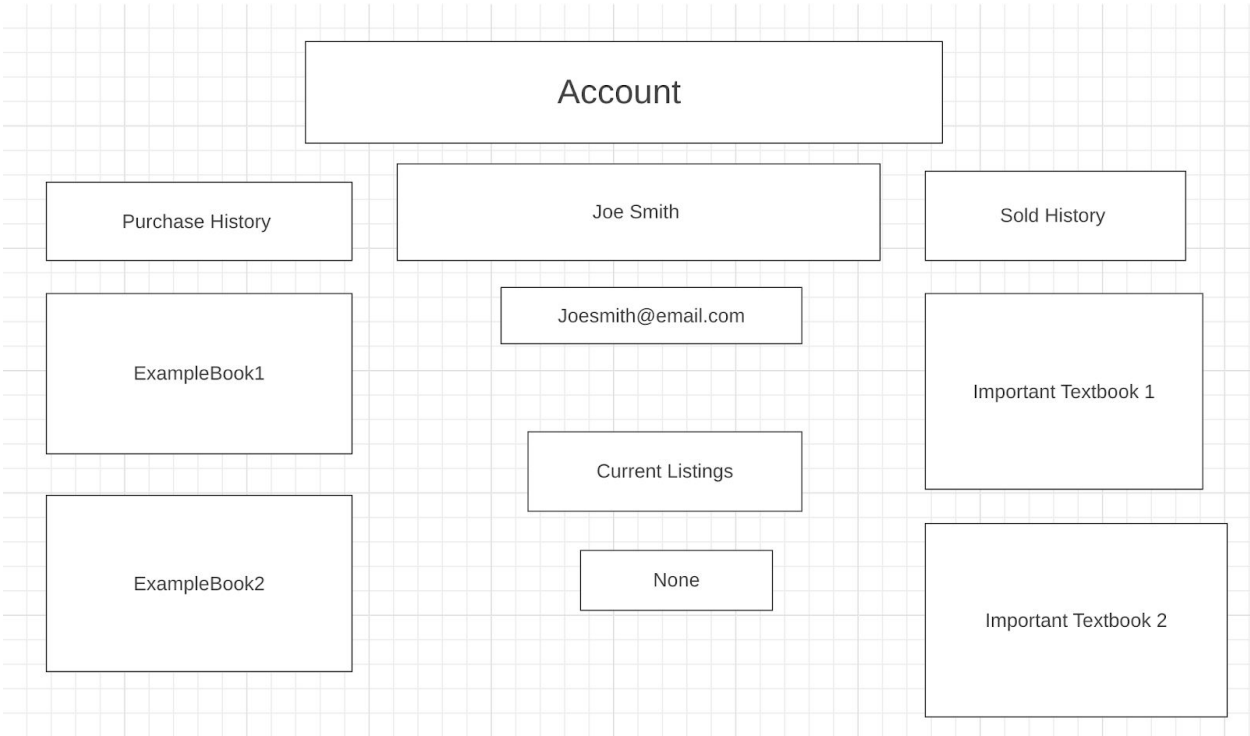 Account
Purchase History
Joe Smith
Sold History
Joesmith@email.com
ExampleBook1
Important Textbook 1
Current Listings
None
ExampleBook2
Important Textbook 2